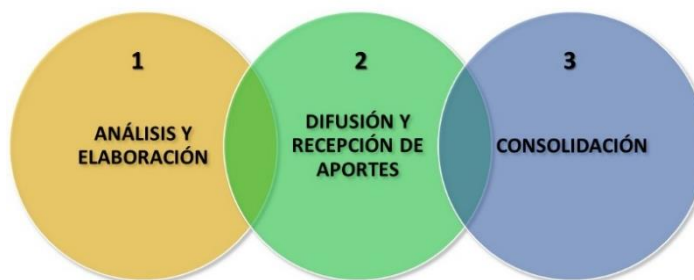 1
ANÁLISIS Y
ELABORACIÓN
2
DIFUSIÓN Y
RECEPCIÓN DE
APORTES
3
CONSOLIDACIÓN